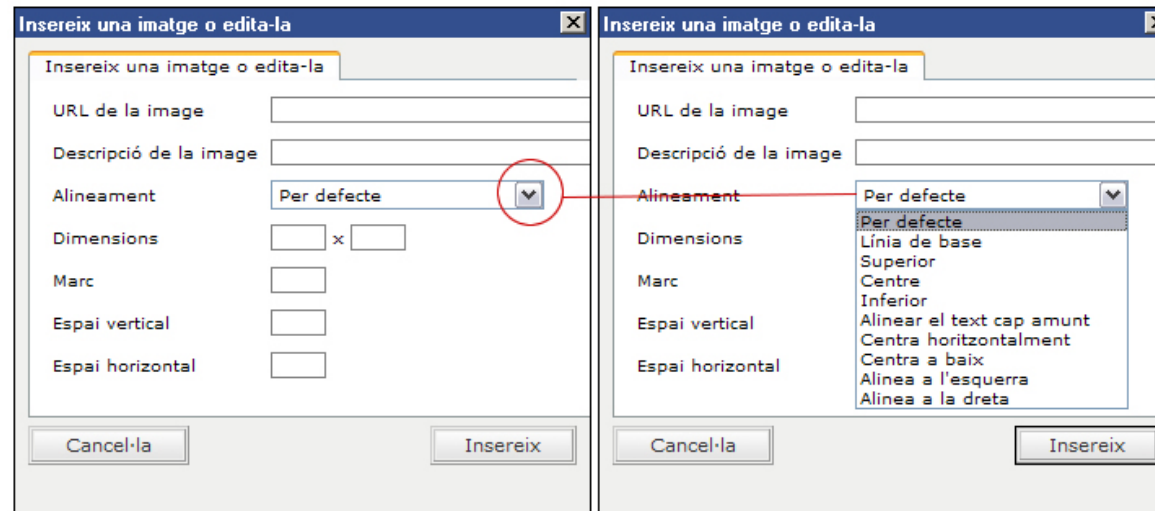 Insereix una imatge o edita-la
Insereix una imatge o edita-la
URL de la image
Descripció de la image
Alineament Per defecte
Dimensions x
Marc
Espai vertical
Espai horizontal
Cancel·la Insereix
Insereix una imatge o edita-la
Insereix una imatge o edita-la
URL de la image
Descripció de la image
Alineament Per defecte
Per defecte
Dimensions
Línia de base
Superior
Marc
Centre
Inferior
Espai vertical
Alinear el text cap amunt
Centra horitzontalment
Espai horizontal
Centra a baix
Alinea a l'esquerra
Alinea a la dreta
Cancel·la Insereix